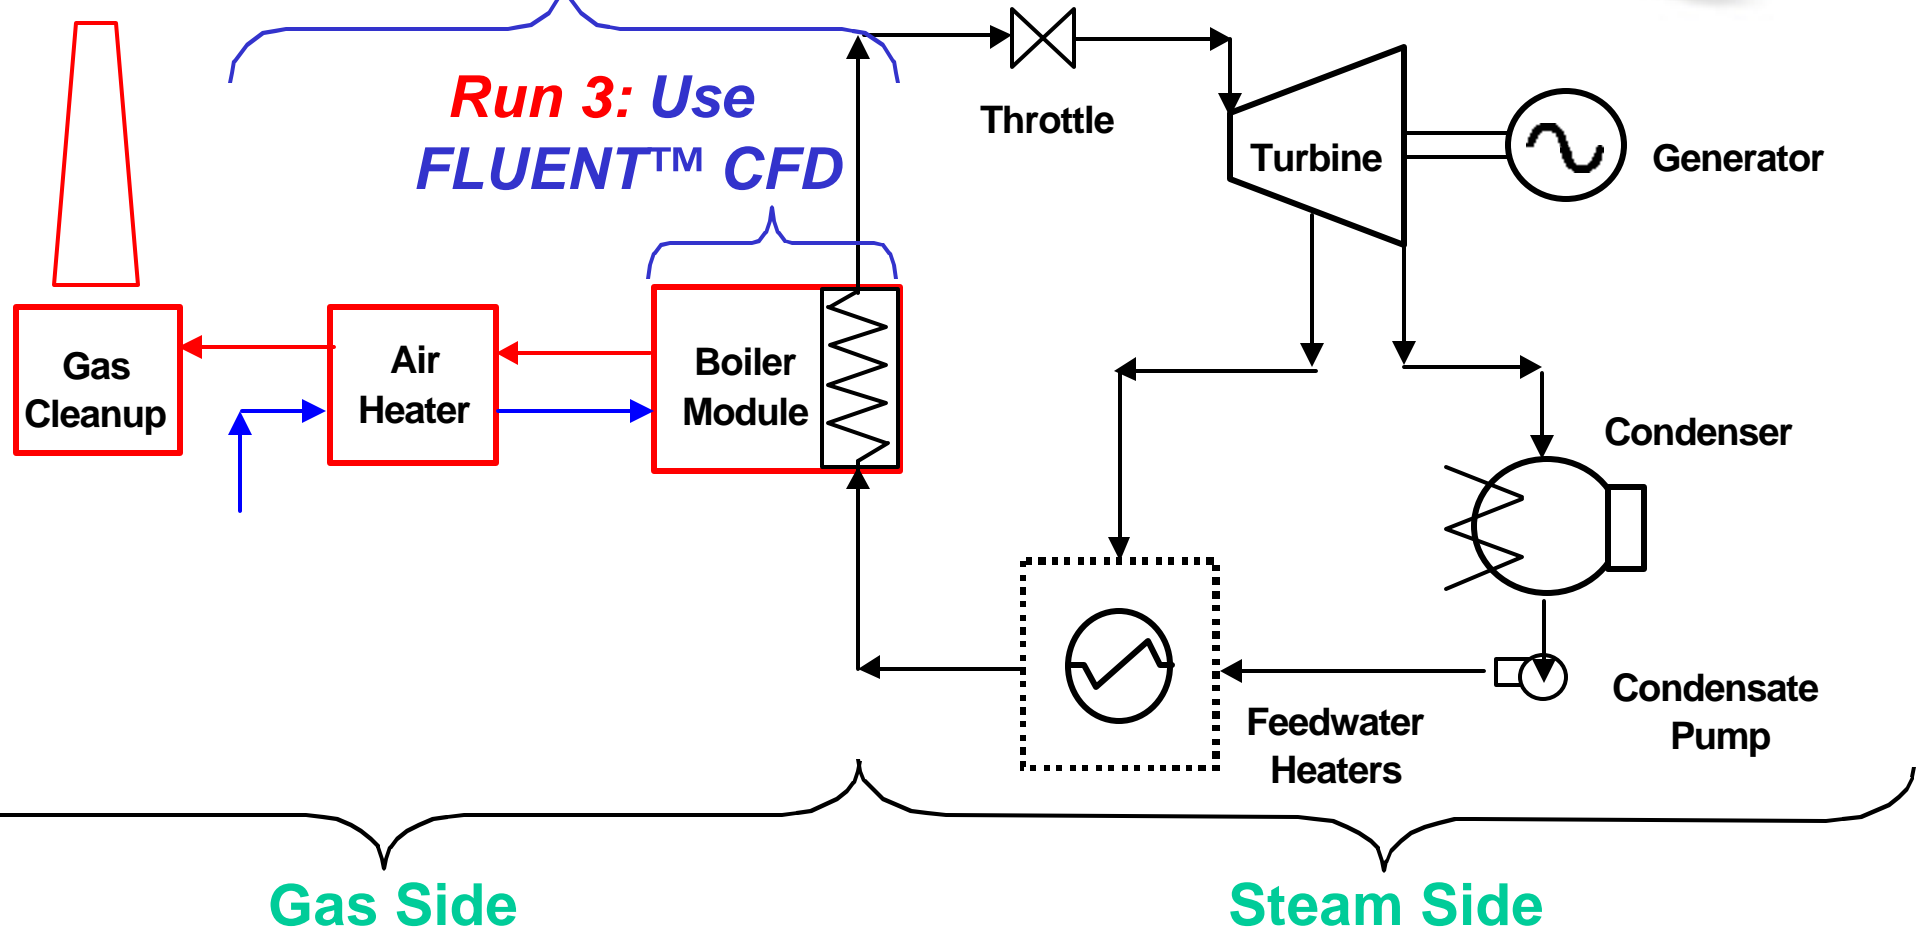 Run 3: Use
FLUENT™ CFD
Throttle
Turbine
Generator
Gas
Cleanup
Air
Heater
Boiler
Module
Condenser
Condensate
Pump
Feedwater
Heaters
Gas Side
Steam Side